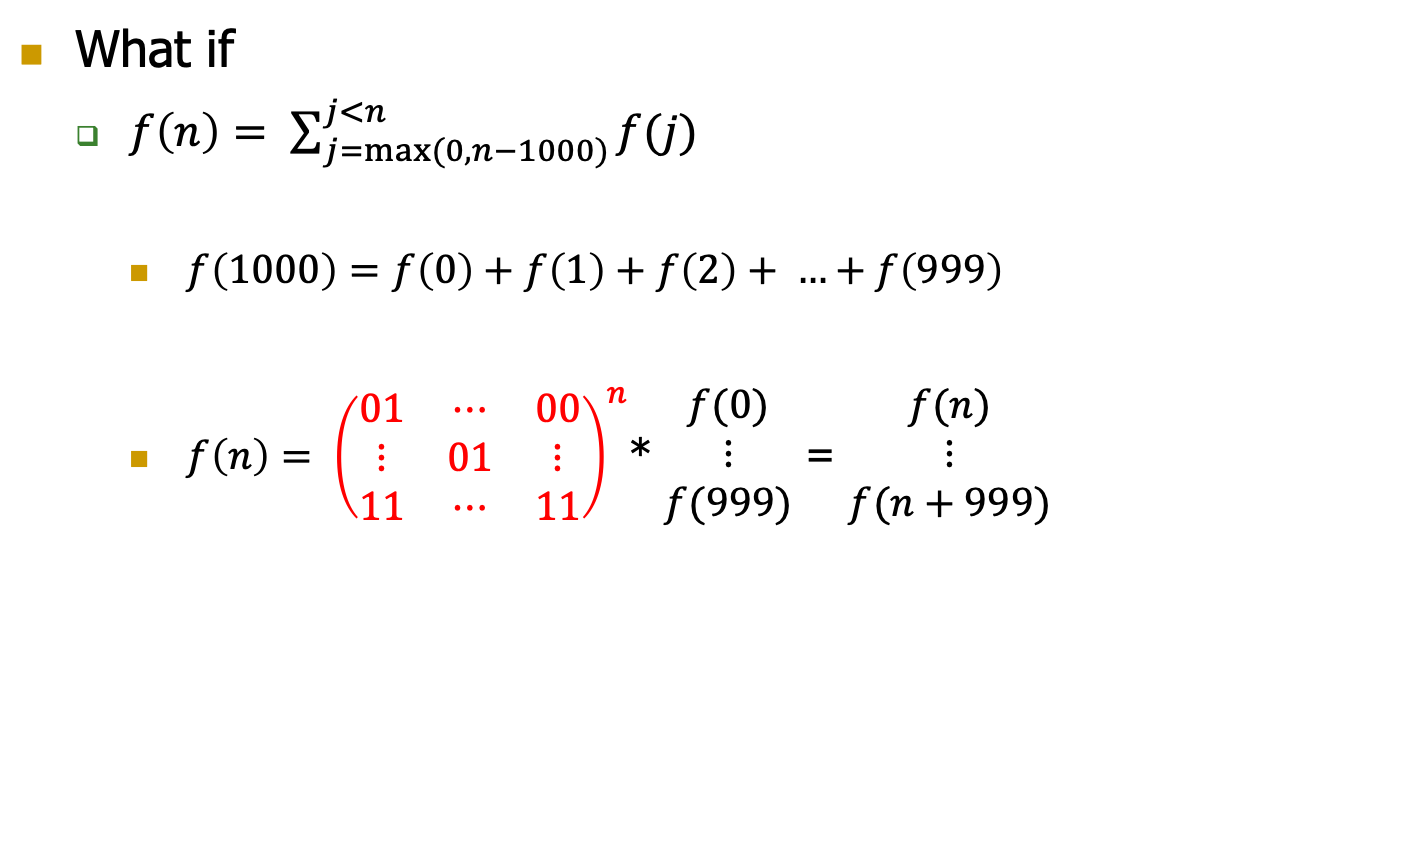 What if
f(n) = ∑_{j=max(0,n−1000)}^{j<n} f(j)
f(1000) = f(0) + f(1) + f(2) + ... + f(999)
f(n) = (01 ⋯ 00 ⋮ 01 ⋮ 11 ⋯ 11)^n * f(0) ⋮ f(999) = f(n) ⋮ f(n + 999)